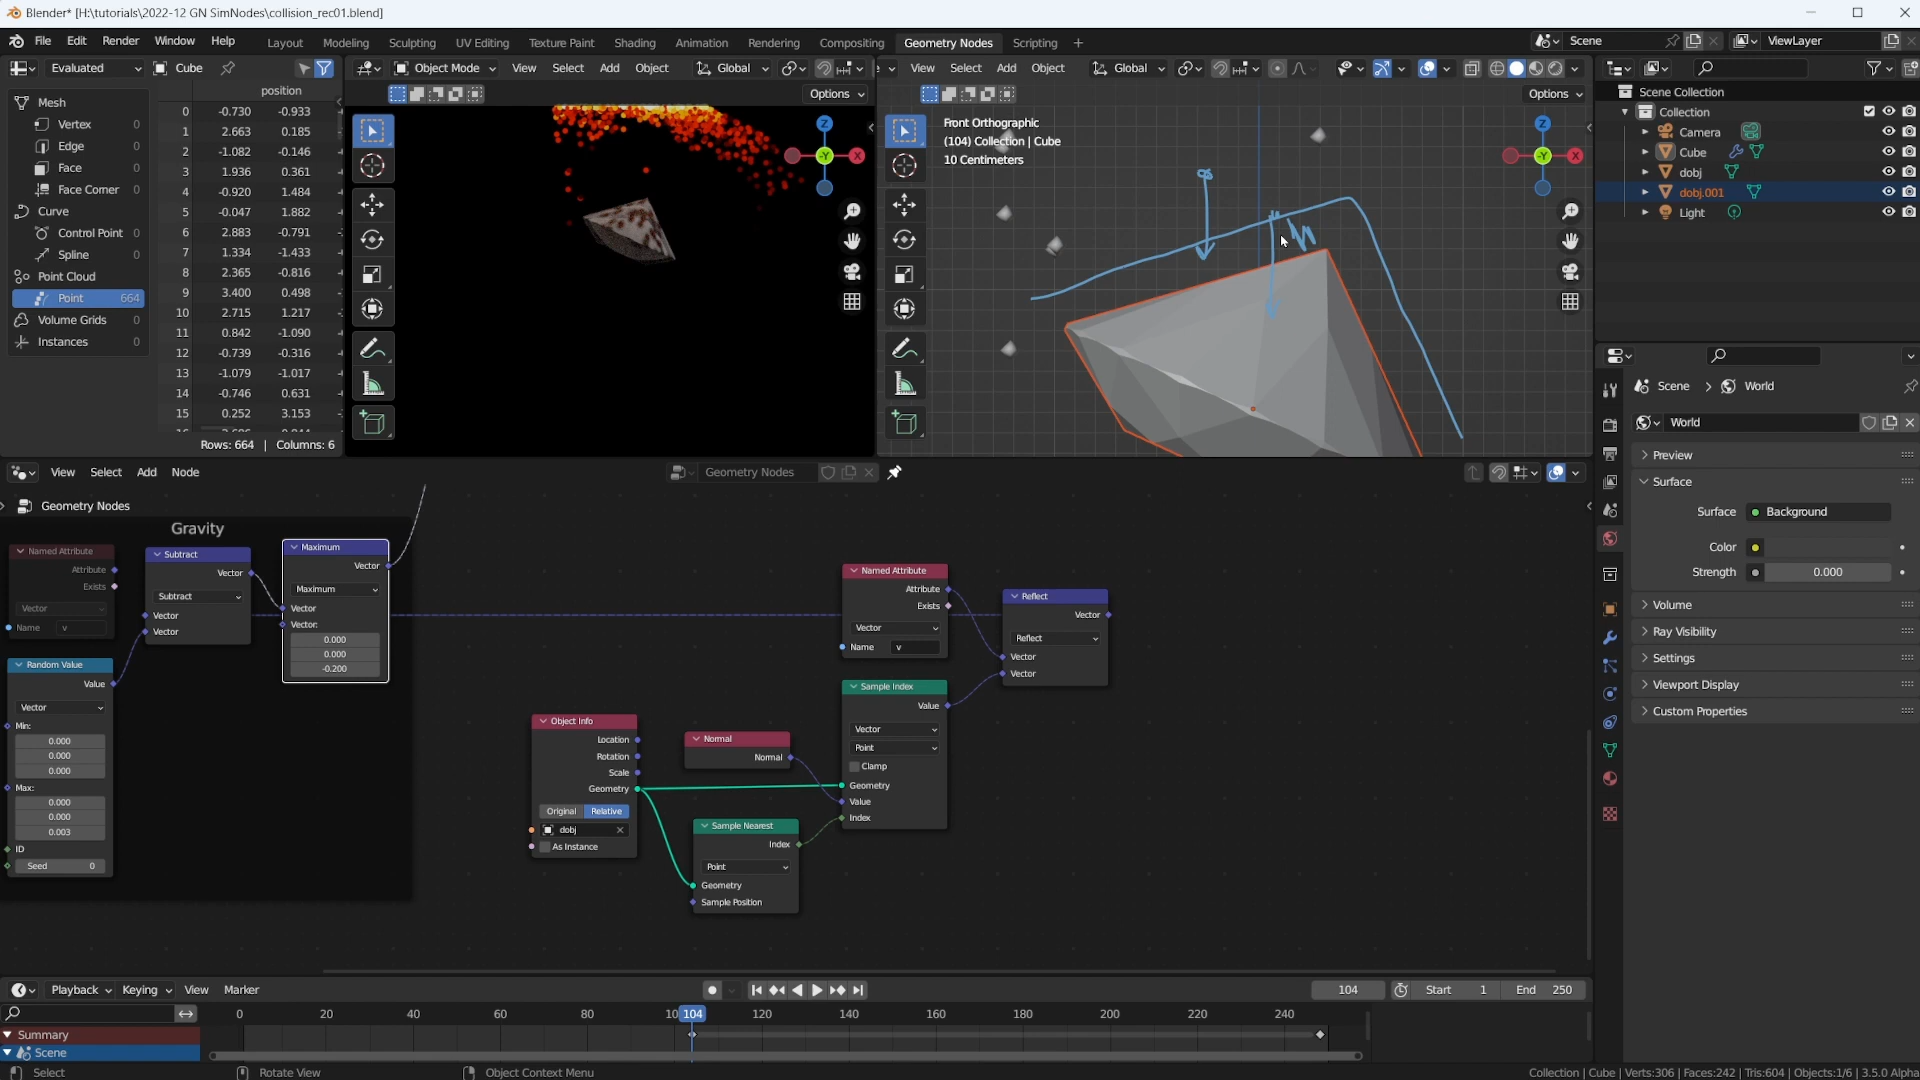 Blender* [H:\tutorials\2022-12 GN SimNodes\collision_rec01.blend]
File Edit Render Window Help Layout Modeling Sculpting UV Editing Texture Paint Shading Animation Rendering Compositing Geometry Nodes Scripting + Scene ViewLayer
Evaluated Cube
Object Mode View Select Add Object Global
View Select Add Object Global
Options
Options
position
Mesh
Vertex 0
Edge 0
Face 0
Face Corner 0
Curve
Control Point 0
Spline 0
Point Cloud
Point 664
Volume Grids 0
Instances 0
0 -0.730 -0.933
1 2.663 0.185
2 -1.082 -0.146
3 1.936 0.361
4 -0.920 1.484
5 -0.047 1.882
6 2.883 -0.791
7 1.334 -1.433
8 2.365 -0.816
9 3.400 0.498
10 2.715 1.217
11 0.842 -1.090
12 -0.739 -0.316
13 -1.079 -1.017
14 -0.746 0.631
15 0.252 3.153
Rows: 664 | Columns: 6
Z
X
-Y
Front Orthographic
(104) Collection | Cube
10 Centimeters
Z
X
-Y
Scene Collection
Collection
Camera
Cube
dobj
dobj.001
Light
Scene World
World
Preview
Surface
Surface Background
Color
Strength 0.000
Volume
Ray Visibility
Settings
Viewport Display
Custom Properties
View Select Add Node Geometry Nodes
Geometry Nodes
Gravity
Named Attribute
Attribute
Exists
Vector
Name v
Subtract
Vector
Subtract
Vector
Vector
Maximum
Vector
Maximum
Vector
Vector:
0.000
0.000
-0.200
Random Value
Value
Vector
Min:
0.000
0.000
0.000
Max:
0.000
0.000
0.003
ID
Seed 0
Object Info
Location
Rotation
Scale
Geometry
Original Relative
dobj
As Instance
Normal
Normal
Sample Nearest
Index
Point
Geometry
Sample Position
Named Attribute
Attribute
Exists
Vector
Name v
Sample Index
Value
Vector
Point
Clamp
Geometry
Value
Index
Reflect
Vector
Reflect
Vector
Vector
Playback Keying View Marker 104 Start 1 End 250
0 20 40 60 80 10 104 120 140 160 180 200 220 240
Summary
Scene
Select Rotate View Object Context Menu Collection | Cube | Verts:306 | Faces:242 | Tris:604 | Objects:1/6 | 3.5.0 Alpha